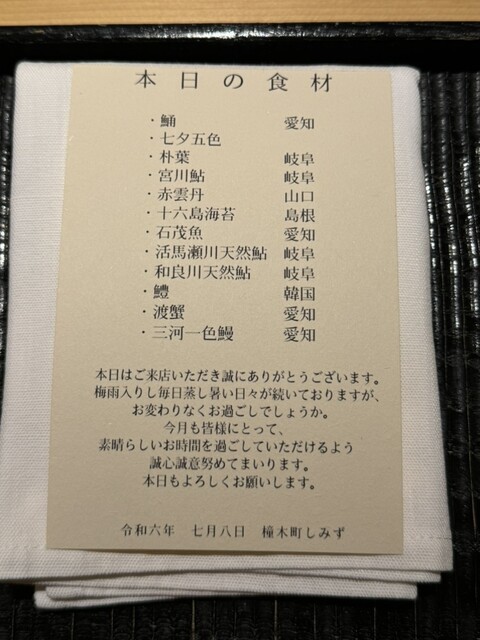 本日の食材
・鯒 愛知
・七夕五色
・朴葉 岐阜
・宮川鮎 岐阜
・赤雲丹 山口
・十六島海苔 島根
・石茂魚 愛知
・活馬瀬川天然鮎 岐阜
・和良川天然鮎 岐阜
・鱧 韓国
・渡蟹 愛知
・三河一色鰻 愛知
本日はご来店いただき誠にありがとうございます。
梅雨入りし毎日蒸し暑い日々が続いておりますが、
お変わりなくお過ごしでしょうか。
今月も皆様にとって、
素晴らしいお時間を過ごしていただけるよう
誠心誠意努めてまいります。
本日もよろしくお願いします。
令和六年 七月八日 橦木町しみず